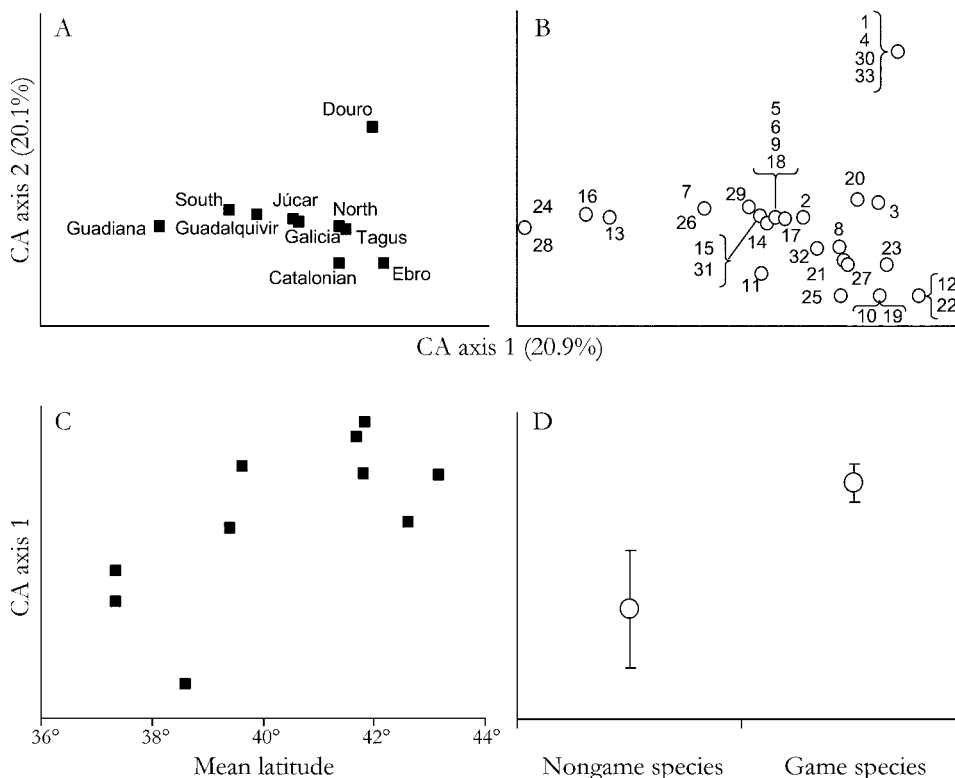 A
CA axis 2 (20.1%)
Douro
South
Júcar
North
Guadiana
Guadalquivir
Galicia
Tagus
Catalonian
Ebro
B
1
4
30
33
5
6
9
18
24
16
7
29
2
20
3
28
13
26
14
17
8
23
15
31
32
21
11
27
12
25
10 19
22
CA axis 1 (20.9%)
C
CA axis 1
36° 38° 40° 42° 44°
Mean latitude
D
Nongame species Game species